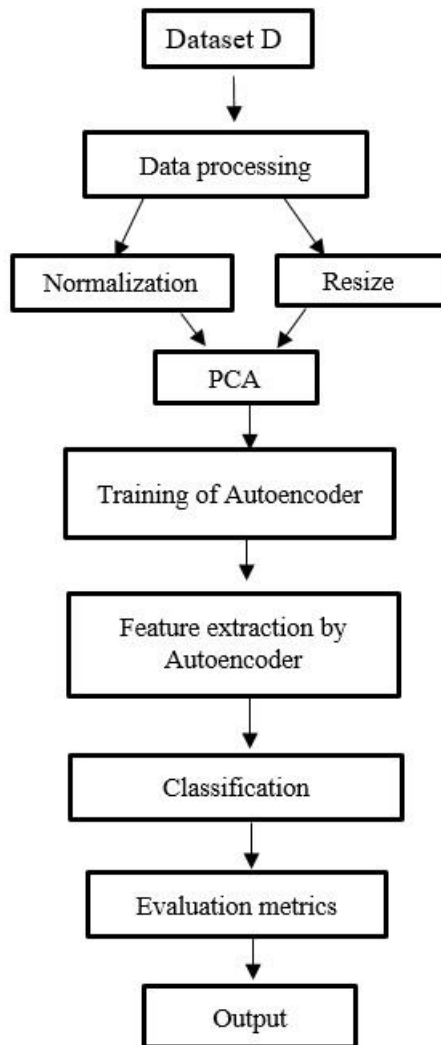 Dataset D
Data processing
Normalization
Resize
PCA
Training of Autoencoder
Feature extraction by
Autoencoder
Classification
Evaluation metrics
Output